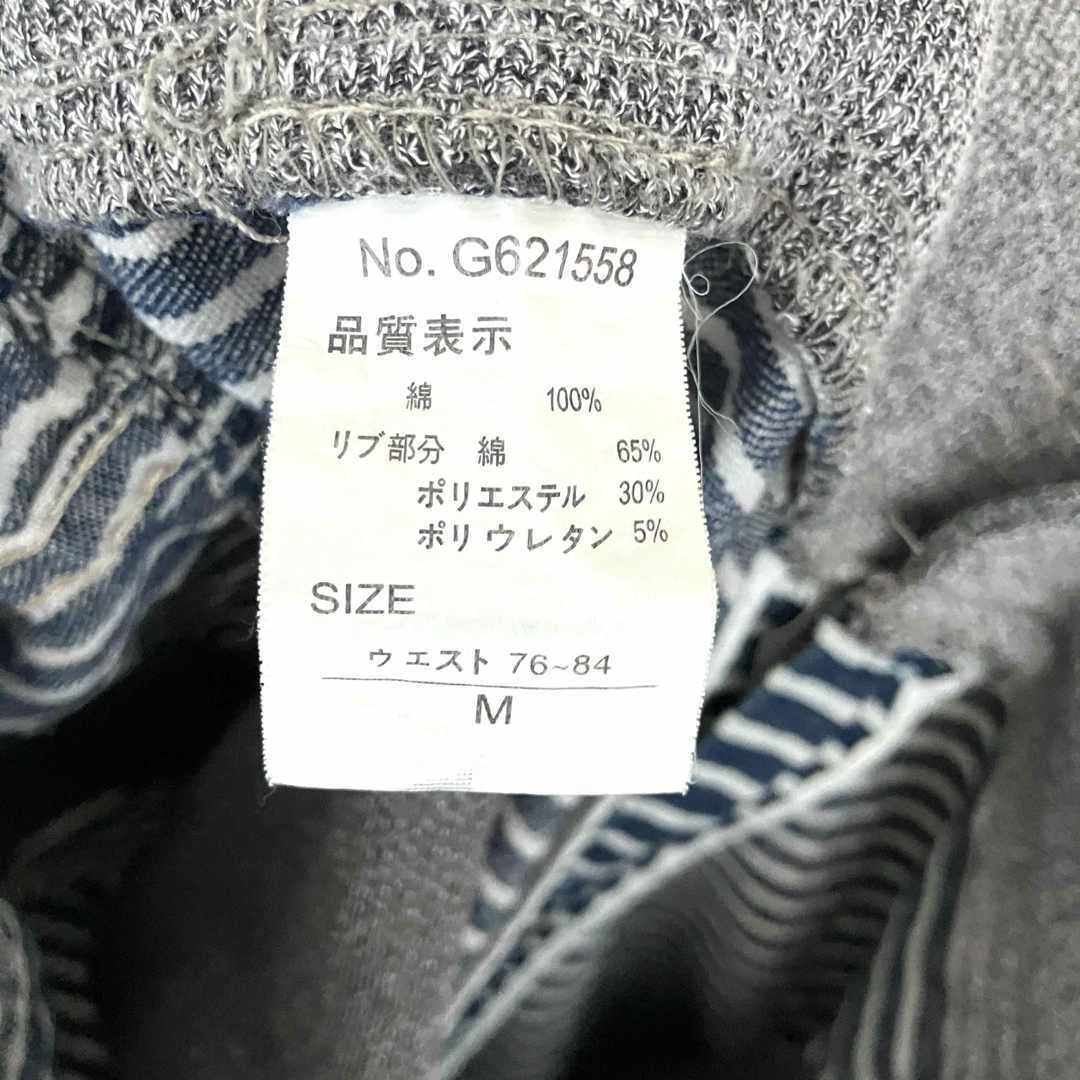 No. G621558
品質表示
綿 100%
リブ部分 綿 65%
ポリエステル 30%
ポリウレタン 5%
SIZE
ウエスト 76~84
M